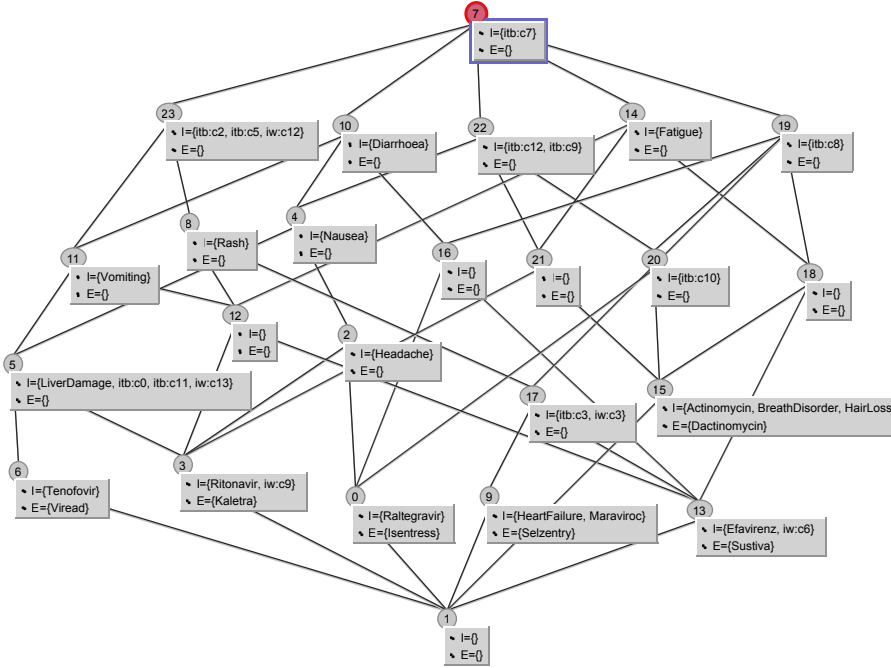 7
I={itb:c7}
E={}
23
I={itb:c2, itb:c5, iw:c12}
E={}
10
I={Diarrhoea}
E={}
22
I={itb:c12, itb:c9}
E={}
14
I={Fatigue}
E={}
19
I={itb:c8}
E={}
8
I={Rash}
E={}
4
I={Nausea}
E={}
11
I={Vomiting}
E={}
16
I={}
E={}
21
I={}
E={}
20
I={itb:c10}
E={}
18
I={}
E={}
12
I={}
E={}
2
I={Headache}
E={}
5
I={LiverDamage, itb:c0, itb:c11, iw:c13}
E={}
17
I={itb:c3, iw:c3}
E={}
15
I={Actinomycin, BreathDisorder, HairLoss
E={Dactinomycin}
6
I={Tenofovir}
E={Viread}
3
I={Ritonavir, iw:c9}
E={Kaletra}
0
I={Raltegravir}
E={Isentress}
9
I={HeartFailure, Maraviroc}
E={Selzentry}
13
I={Efavirenz, iw:c6}
E={Sustiva}
1
I={}
E={}